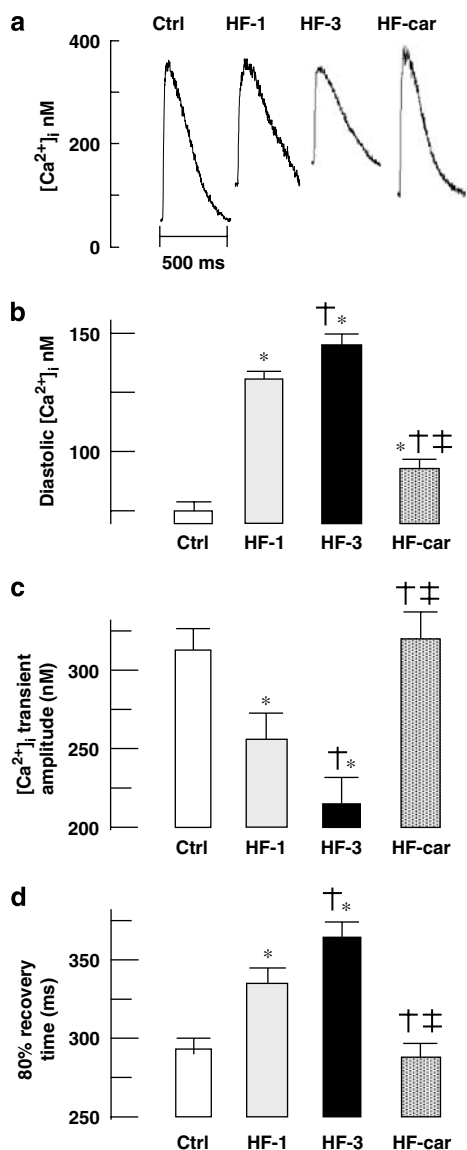 a
Ctrl HF-1 HF-3 HF-car
400
200
0
[Ca²⁺]ᵢ nM
500 ms
b
150
100
Diastolic [Ca²⁺]ᵢ nM
*
†*
*†‡
Ctrl HF-1 HF-3 HF-car
c
300
250
200
[Ca²⁺]ᵢ transient
amplitude (nM)
*
†*
†‡
Ctrl HF-1 HF-3 HF-car
d
350
300
250
80% recovery
time (ms)
*
†*
†‡
Ctrl HF-1 HF-3 HF-car